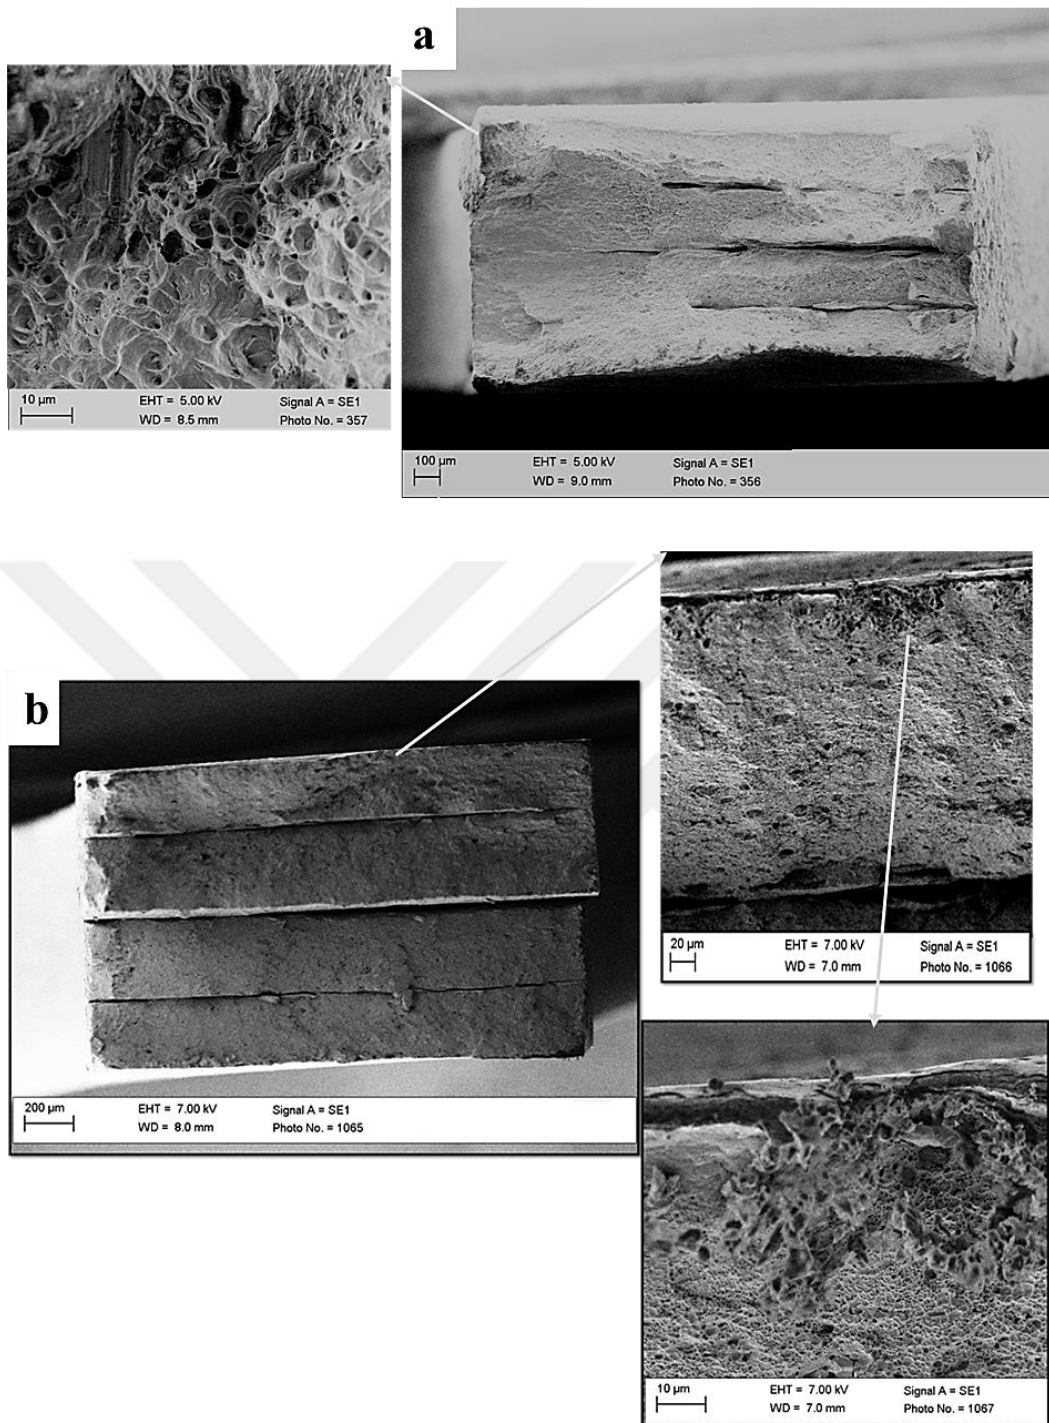 a
10 µm
EHT = 5.00 kV
Signal A = SE1
WD = 8.5 mm
Photo No. = 357
100 µm
EHT = 5.00 kV
Signal A = SE1
WD = 9.0 mm
Photo No. = 356
b
20 µm
EHT = 7.00 kV
Signal A = SE1
WD = 7.0 mm
Photo No. = 1066
200 µm
EHT = 7.00 kV
Signal A = SE1
WD = 8.0 mm
Photo No. = 1065
10 µm
EHT = 7.00 kV
Signal A = SE1
WD = 7.0 mm
Photo No. = 1067